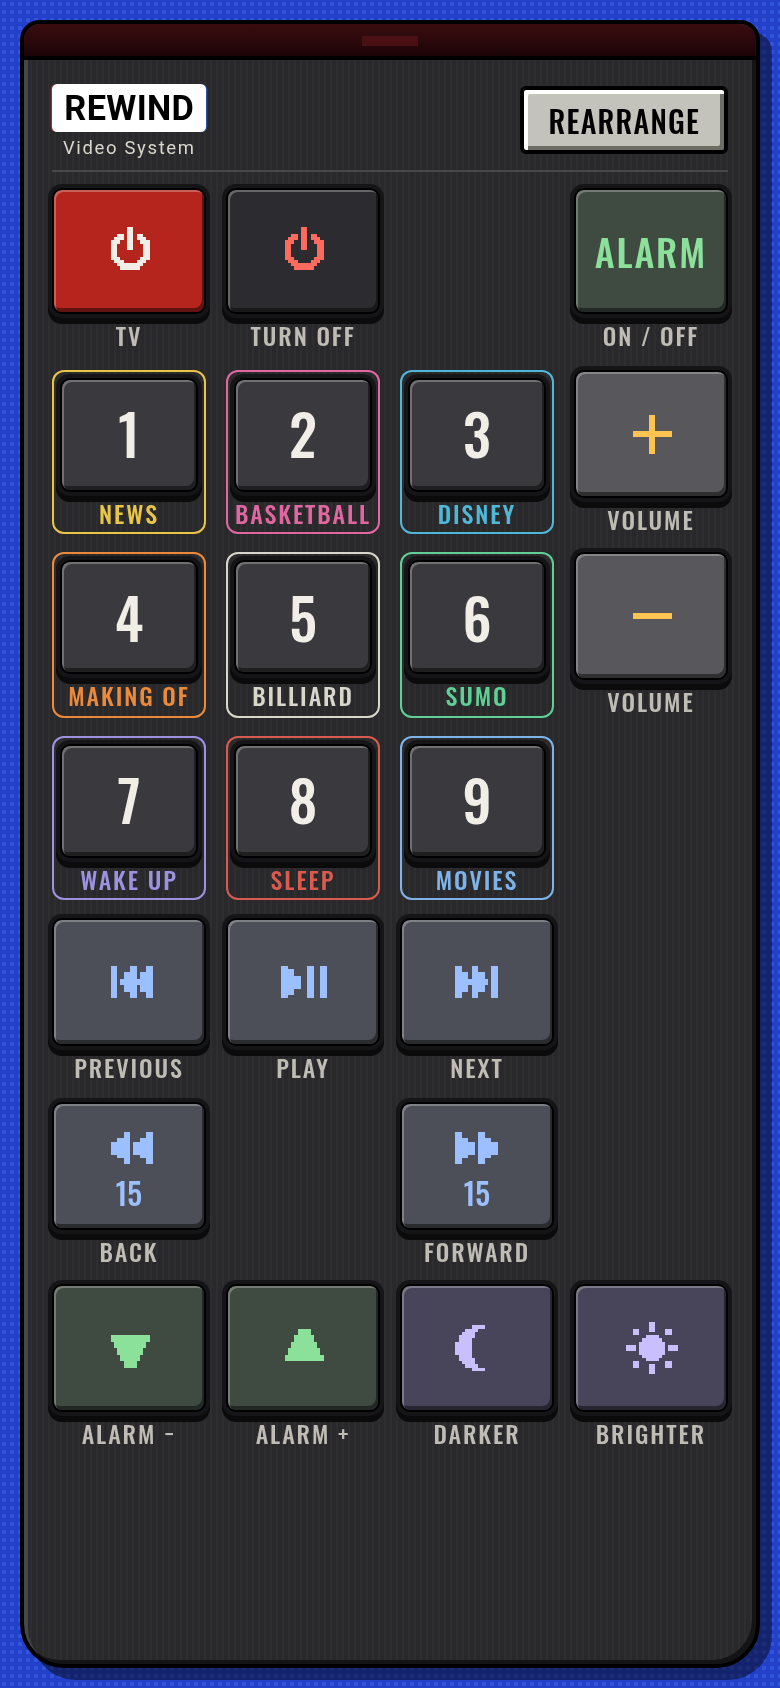 REWIND
Video System
REARRANGE
ALARM
TV
TURN OFF
ON / OFF
1
2
3
+
NEWS
BASKETBALL
DISNEY
VOLUME
4
5
6
−
MAKING OF
BILLIARD
SUMO
VOLUME
7
8
9
WAKE UP
SLEEP
MOVIES
PREVIOUS
PLAY
NEXT
15
15
BACK
FORWARD
ALARM −
ALARM +
DARKER
BRIGHTER